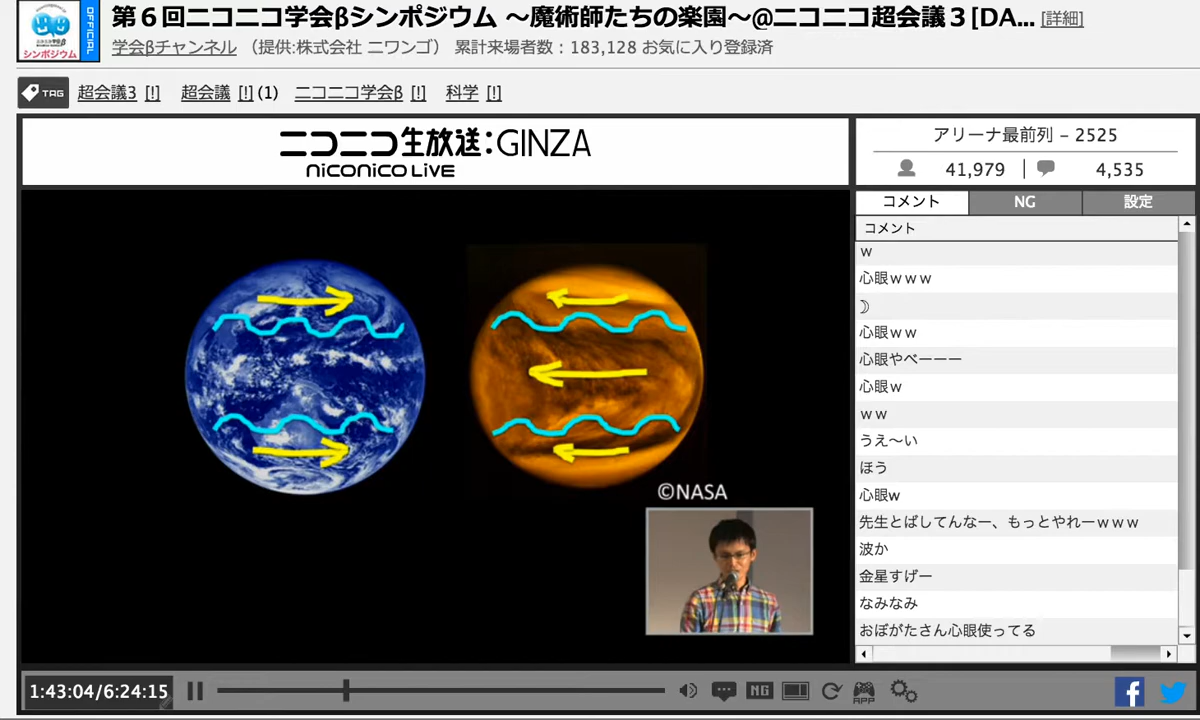 第６回ニコニコ学会βシンポジウム ～魔術師たちの楽園～@ニコニコ超会議３[DA... [詳細]
シンポジウム
OFFICIAL
学会βチャンネル （提供:株式会社 ニワンゴ） 累計来場者数：183,128 お気に入り登録済
TAG 超会議3 [!] 超会議 [!] (1) ニコニコ学会β [!] 科学 [!]
ニコニコ生放送:GINZA
niconico LiVE
アリーナ最前列 – 2525
41,979 4,535
コメント NG 設定
コメント
w
心眼ｗｗｗ
☽
心眼ｗｗ
心眼やべーーー
心眼ｗ
ｗｗ
うえ～い
ほう
心眼w
先生とばしてんなー、もっとやれーｗｗｗ
波か
金星すげー
なみなみ
おぼがたさん心眼使ってる
©NASA
1:43:04/6:24:15
NG
APP